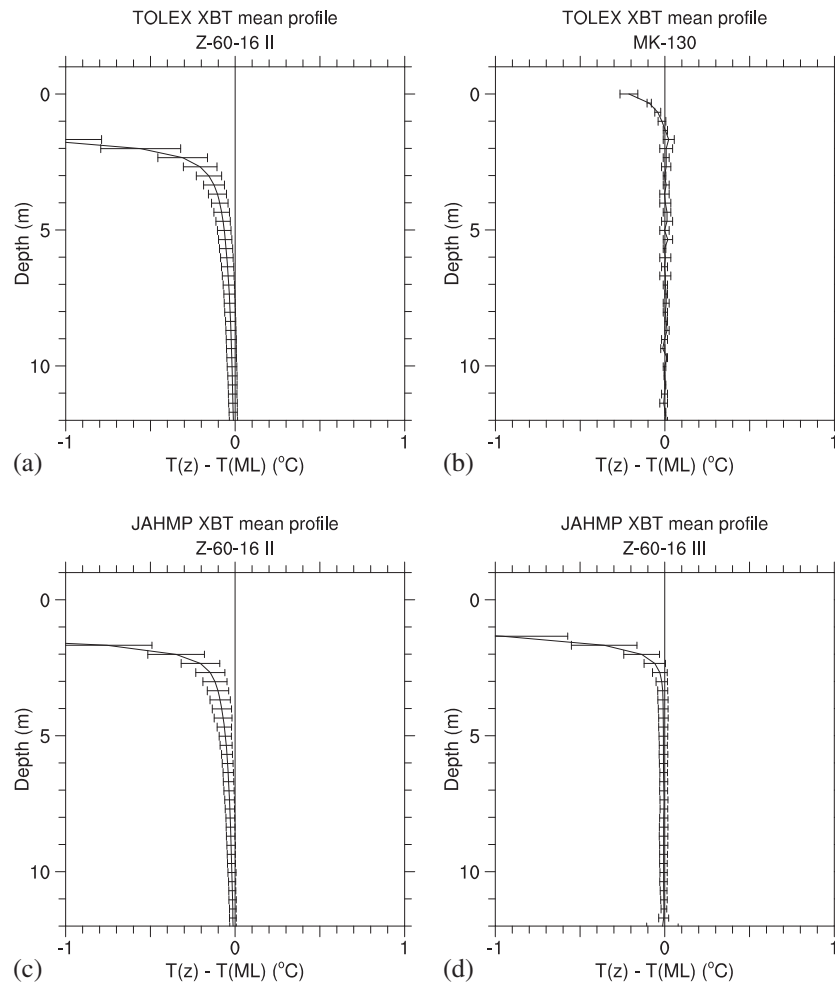 TOLEX XBT mean profile
Z-60-16 II
0
5
10
Depth (m)
-1
0
1
T(z) - T(ML) (°C)
(a)
TOLEX XBT mean profile
MK-130
0
5
10
Depth (m)
-1
0
1
T(z) - T(ML) (°C)
(b)
JAHMP XBT mean profile
Z-60-16 II
0
5
10
Depth (m)
-1
0
1
T(z) - T(ML) (°C)
(c)
JAHMP XBT mean profile
Z-60-16 III
0
5
10
Depth (m)
-1
0
1
T(z) - T(ML) (°C)
(d)